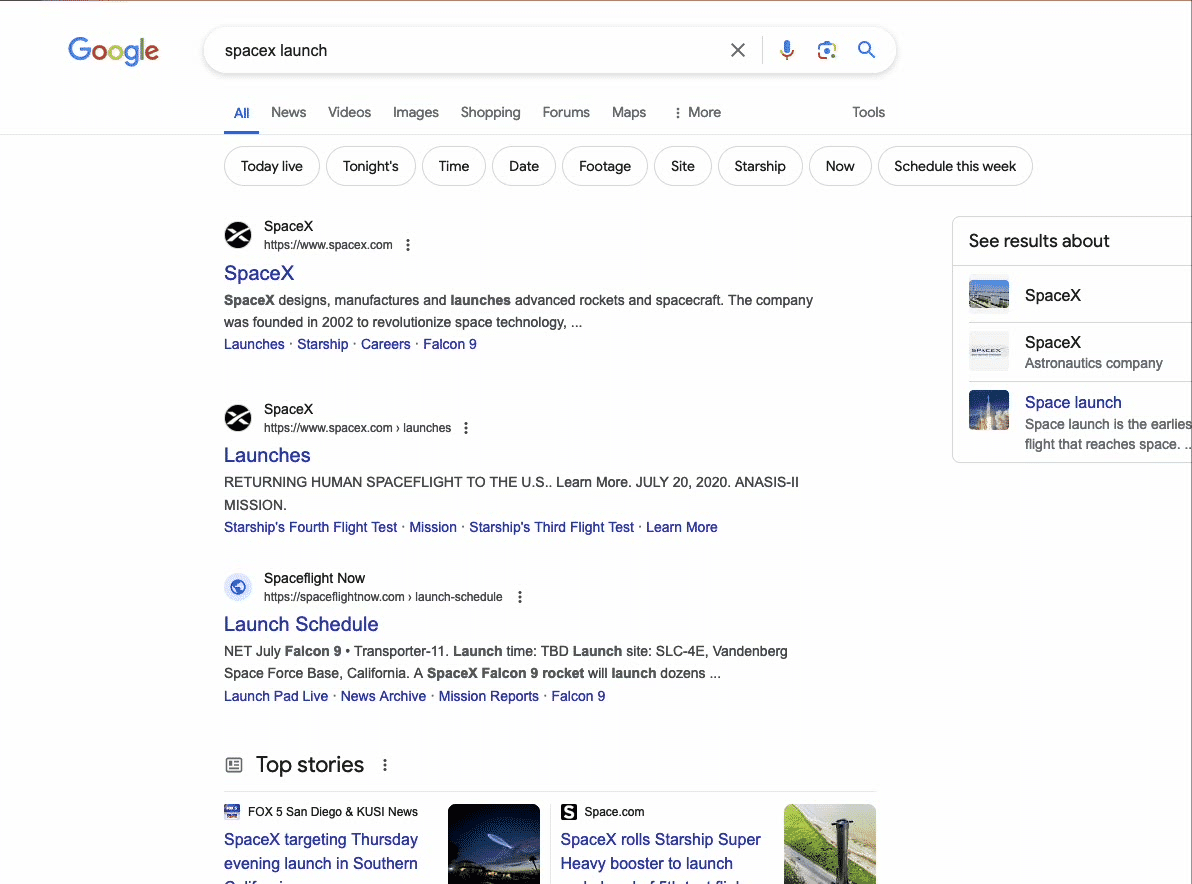 Google
spacex launch
All News Videos Images Shopping Forums Maps More Tools
Today live Tonight's Time Date Footage Site Starship Now Schedule this week
SpaceX
https://www.spacex.com
SpaceX
SpaceX designs, manufactures and launches advanced rockets and spacecraft. The company
was founded in 2002 to revolutionize space technology, ...
Launches · Starship · Careers · Falcon 9
SpaceX
https://www.spacex.com › launches
Launches
RETURNING HUMAN SPACEFLIGHT TO THE U.S.. Learn More. JULY 20, 2020. ANASIS-II
MISSION.
Starship's Fourth Flight Test · Mission · Starship's Third Flight Test · Learn More
Spaceflight Now
https://spaceflightnow.com › launch-schedule
Launch Schedule
NET July Falcon 9 • Transporter-11. Launch time: TBD Launch site: SLC-4E, Vandenberg
Space Force Base, California. A SpaceX Falcon 9 rocket will launch dozens ...
Launch Pad Live · News Archive · Mission Reports · Falcon 9
Top stories
FOX 5 San Diego & KUSI News
SpaceX targeting Thursday
evening launch in Southern
S Space.com
SpaceX rolls Starship Super
Heavy booster to launch
See results about
SpaceX
SPACEX
SpaceX
Astronautics company
Space launch
Space launch is the earlies
flight that reaches space. ..